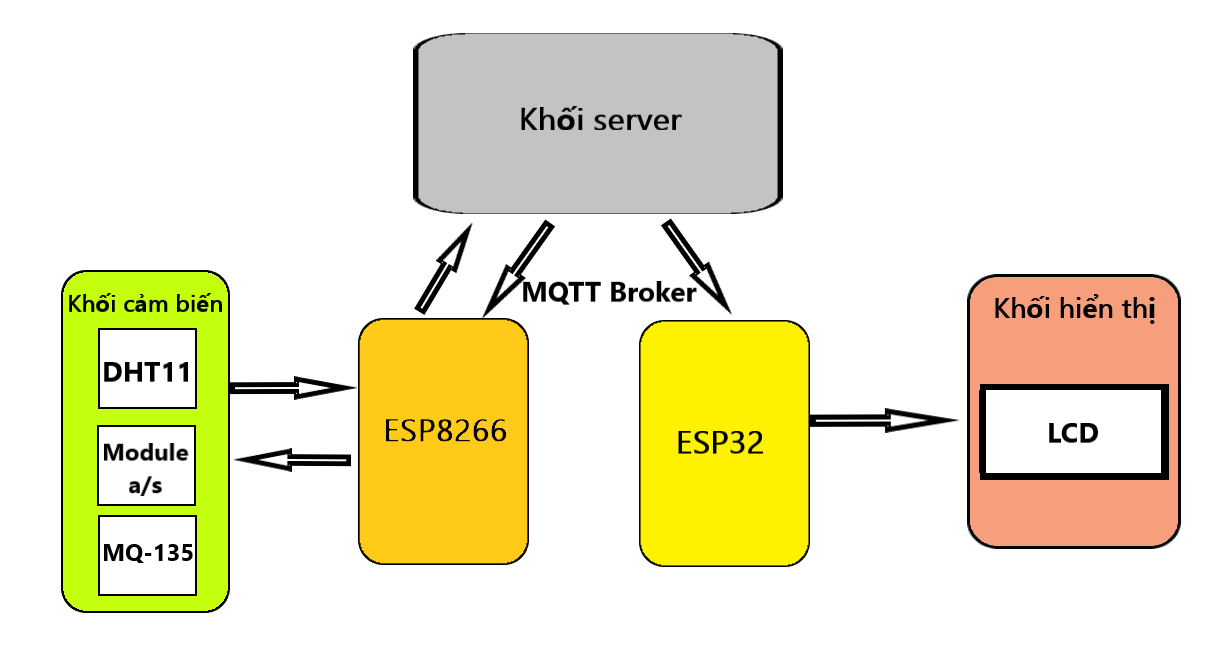 Khối server
MQTT Broker
Khối cảm biến
DHT11
Module
a/s
MQ-135
ESP8266
ESP32
Khối hiển thị
LCD